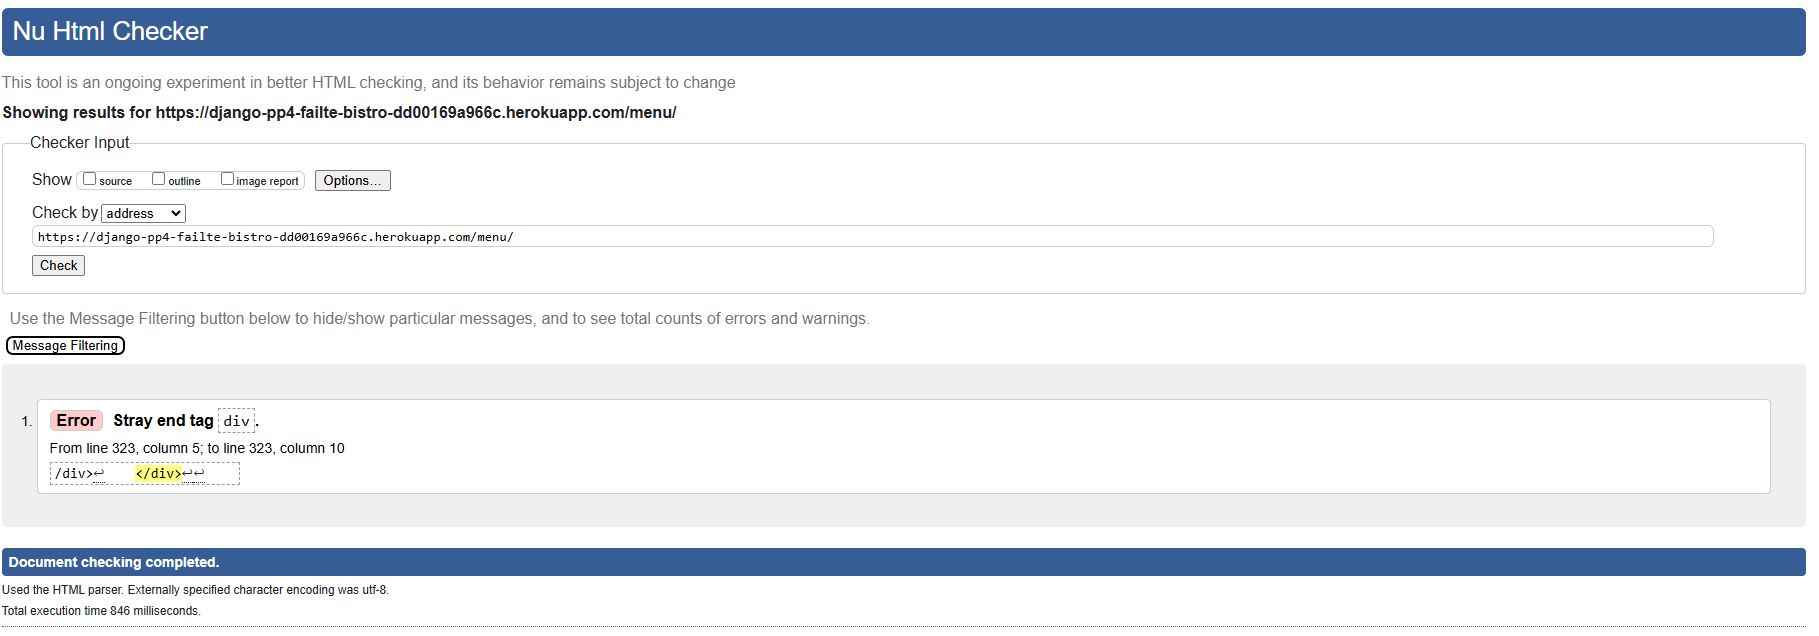 Nu Html Checker
This tool is an ongoing experiment in better HTML checking, and its behavior remains subject to change
Showing results for https://django-pp4-failte-bistro-dd00169a966c.herokuapp.com/menu/
Checker Input
Show source outline image report Options...
Check by address
https://django-pp4-failte-bistro-dd00169a966c.herokuapp.com/menu/
Check
Use the Message Filtering button below to hide/show particular messages, and to see total counts of errors and warnings.
Message Filtering
1. Error Stray end tag div.
From line 323, column 5; to line 323, column 10
/div>↩ </div>↩↩
Document checking completed.
Used the HTML parser. Externally specified character encoding was utf-8.
Total execution time 846 milliseconds.